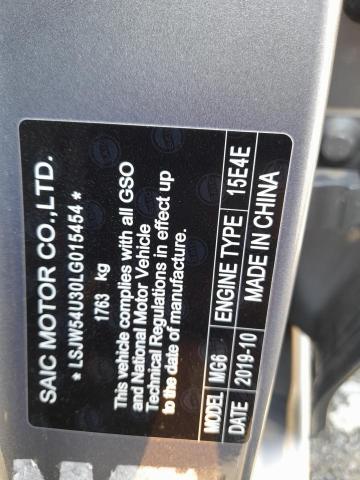 SAIC MOTOR CO.,LTD.
* LSJW54U30LG015454 *
1763 kg
This vehicle complies with all GSO
and National Motor Vehicle
Technical Regulations in effect up
to the date of manufacture.
MODEL MG6 ENGINE TYPE 15E4E
DATE 2019-10 MADE IN CHINA